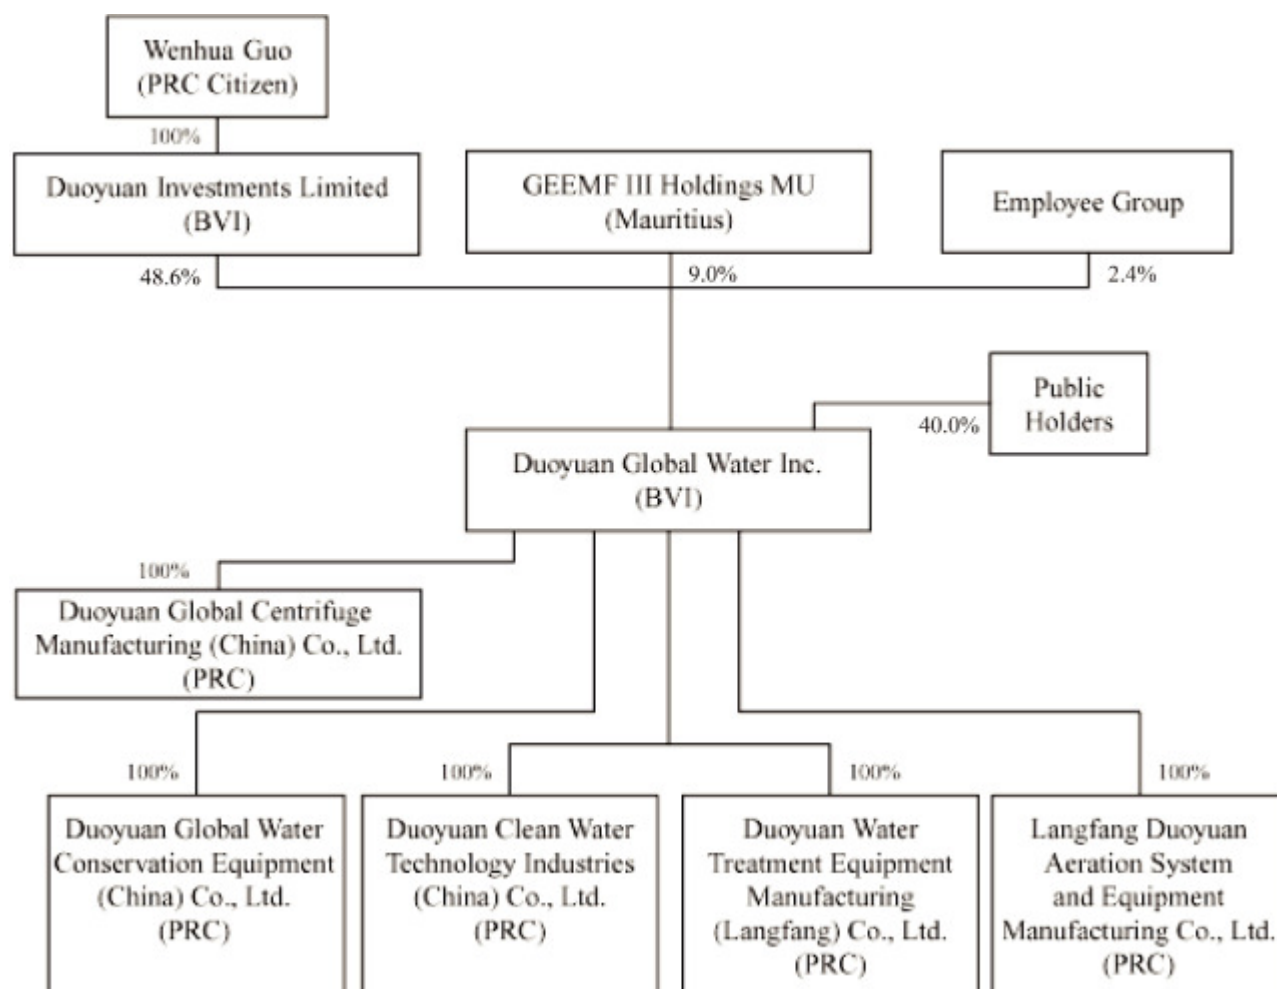 Wenhua Guo
(PRC Citizen)
100%
Duoyuan Investments Limited
(BVI)
GEEMF III Holdings MU
(Mauritius)
Employee Group
48.6%
9.0%
2.4%
Public
Holders
40.0%
Duoyuan Global Water Inc.
(BVI)
100%
Duoyuan Global Centrifuge
Manufacturing (China) Co., Ltd.
(PRC)
100%
100%
100%
100%
Duoyuan Global Water
Conservation Equipment
(China) Co., Ltd.
(PRC)
Duoyuan Clean Water
Technology Industries
(China) Co., Ltd.
(PRC)
Duoyuan Water
Treatment Equipment
Manufacturing
(Langfang) Co., Ltd.
(PRC)
Langfang Duoyuan
Aeration System
and Equipment
Manufacturing Co., Ltd.
(PRC)